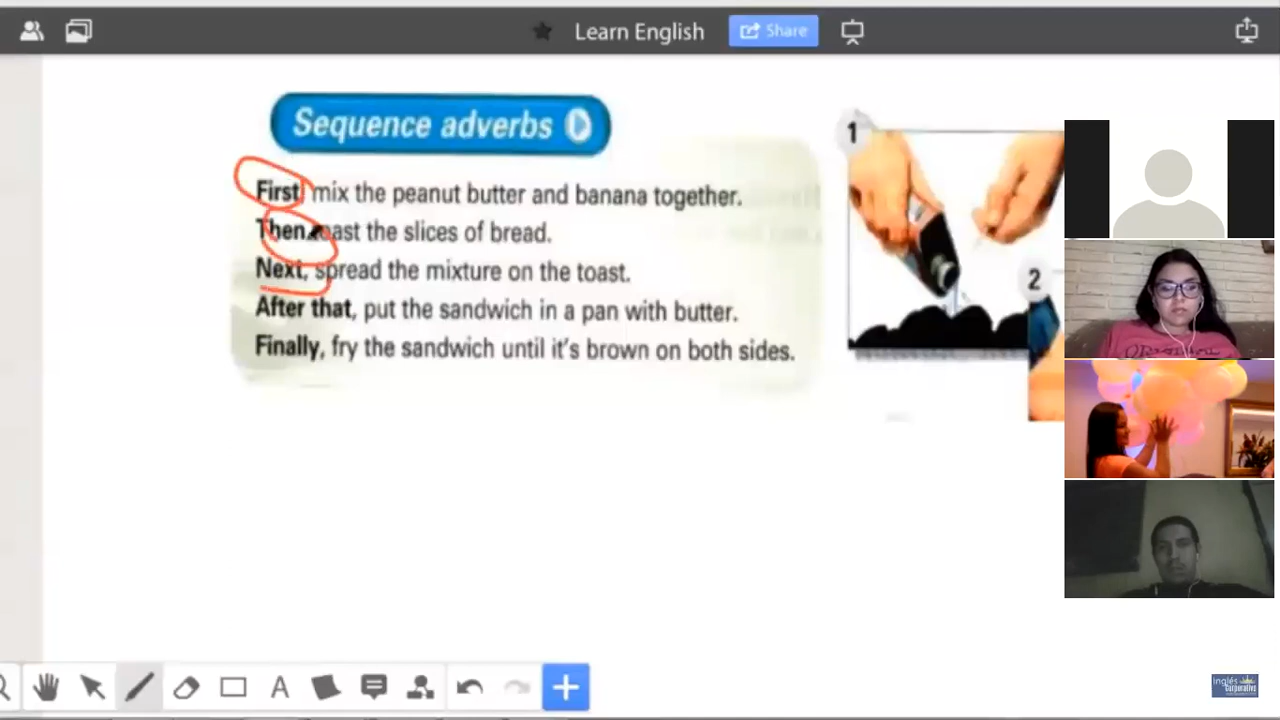 Learn English
Share
Sequence adverbs
First, mix the peanut butter and banana together.
Then toast the slices of bread.
Next, spread the mixture on the toast.
After that, put the sandwich in a pan with butter.
Finally, fry the sandwich until it's brown on both sides.
1
2
A
Inglés
Corporativo